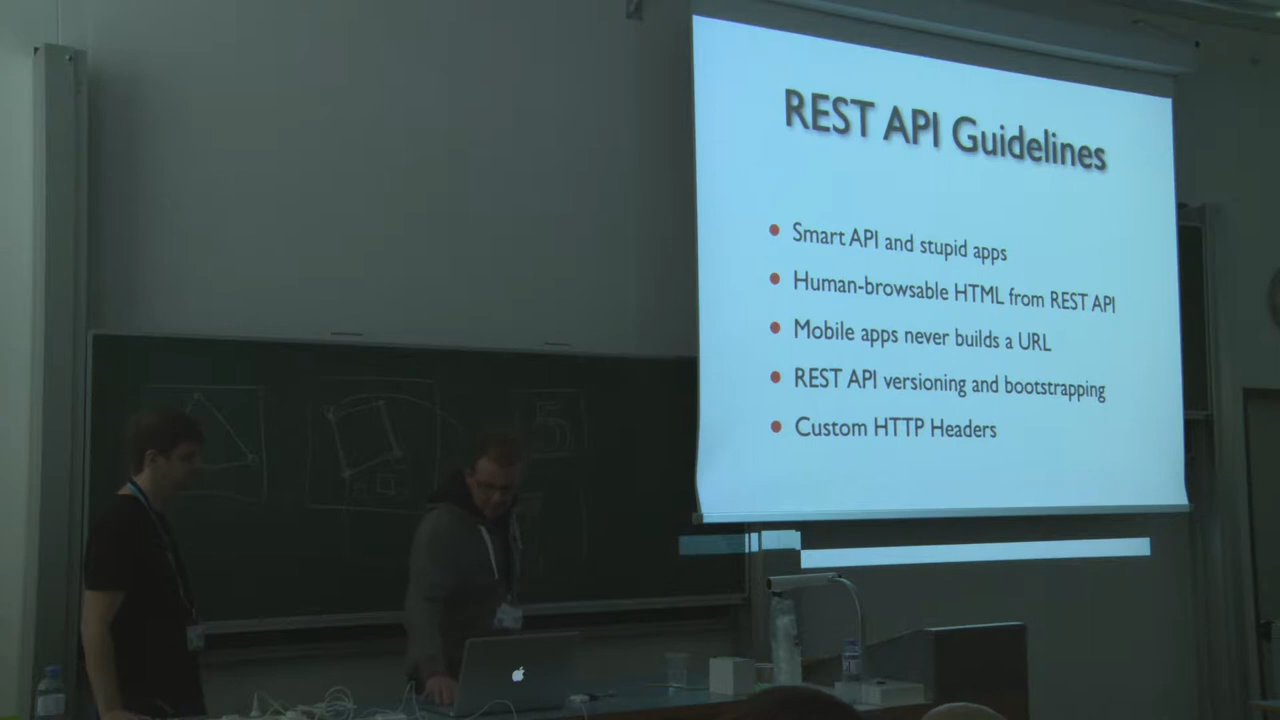 REST API Guidelines
Smart API and stupid apps
Human-browsable HTML from REST API
Mobile apps never builds a URL
REST API versioning and bootstrapping
Custom HTTP Headers
5